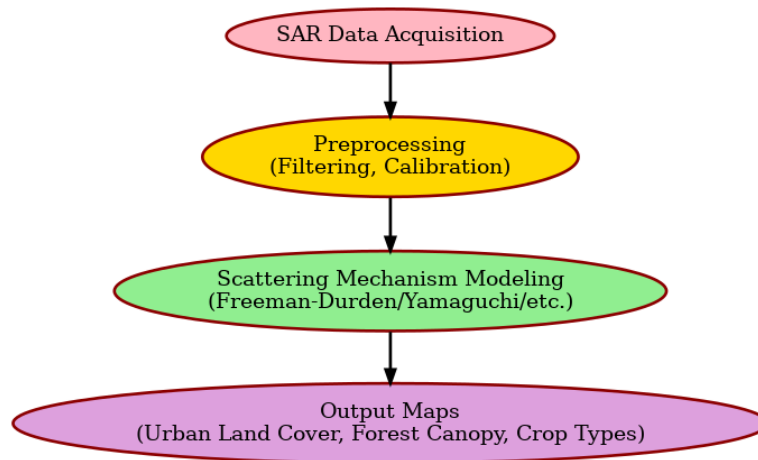 SAR Data Acquisition
Preprocessing
(Filtering, Calibration)
Scattering Mechanism Modeling
(Freeman-Durden/Yamaguchi/etc.)
Output Maps
(Urban Land Cover, Forest Canopy, Crop Types)